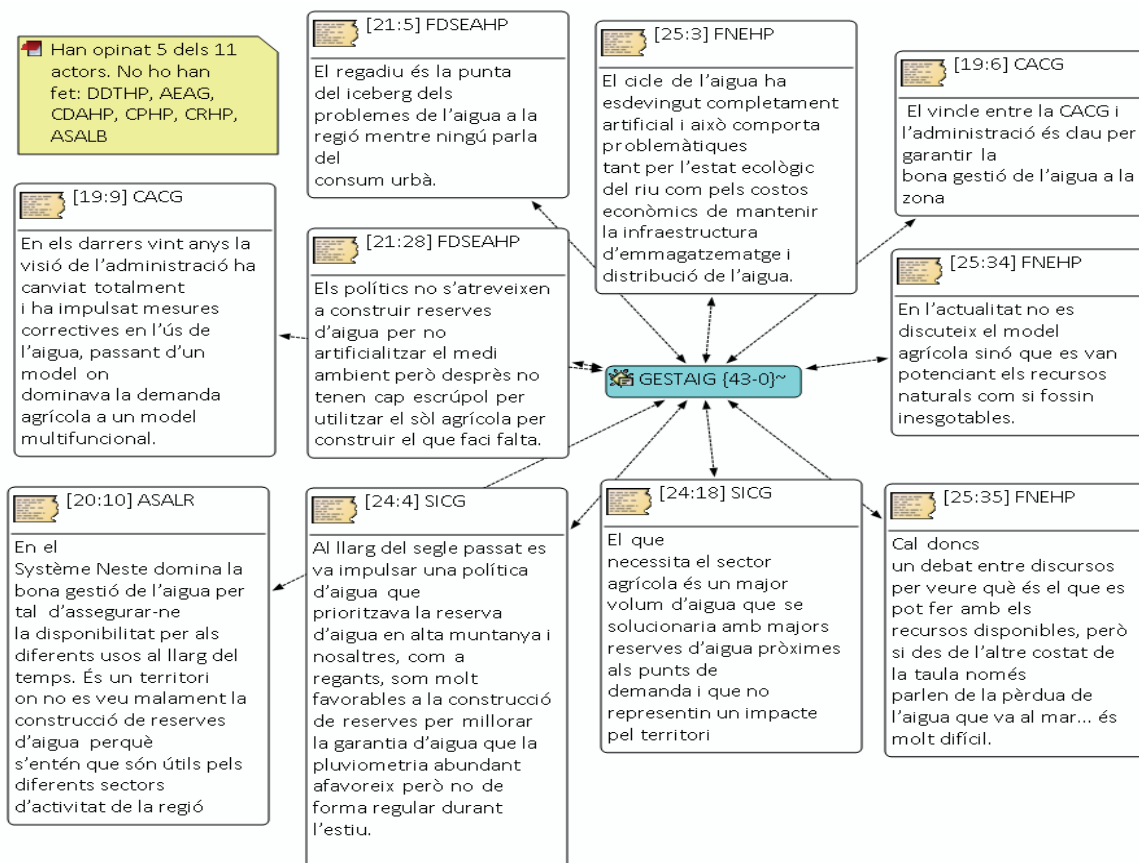 Han opinat 5 dels 11
actors. No ho han
fet: DDTHP, AEAG,
CDAHP, CPHP, CRHP,
ASALB
[21:5] FDSEAHP
El regadiu és la punta
del iceberg dels
problemes de l'aigua a la
regió mentre ningú parla
del
consum urbà.
[25:3] FNEHP
El cicle de l'aigua ha
esdevingut completament
artificial i això comporta
problemàtiques
tant per l'estat ecològic
del riu com pels costos
econòmics de mantenir
la infraestructura
d'emmagatzematge i
distribució de l'aigua.
[19:6] CACG
El vincle entre la CACG i
l'administració és clau per
garantir la
bona gestió de l'aigua a la
zona
[19:9] CACG
En els darrers vint anys la
visió de l'administració ha
canviat totalment
i ha impulsat mesures
correctives en l'ús de
l'aigua, passant d'un
model on
dominava la demanda
agrícola a un model
multifuncional.
[21:28] FDSEAHP
Els polítics no s'atreveixen
a construir reserves
d'aigua per no
artificialitzar el medi
ambient però desprès no
tenen cap escrúpol per
utilitzar el sòl agrícola per
construir el que faci falta.
GESTAIG {43-0}~
[25:34] FNEHP
En l'actualitat no es
discuteix el model
agrícola sinó que es van
potenciant els recursos
naturals com si fossin
inesgotables.
[20:10] ASALR
En el
Système Neste domina la
bona gestió de l'aigua per
tal d'assegurar-ne
la disponibilitat per als
diferents usos al llarg del
temps. És un territori
on no es veu malament la
construcció de reserves
d'aigua perquè
s'entén que són útils pels
diferents sectors
d'activitat de la regió
[24:4] SICG
Al llarg del segle passat es
va impulsar una política
d'aigua que
prioritzava la reserva
d'aigua en alta muntanya i
nosaltres, com a
regants, som molt
favorables a la construcció
de reserves per millorar
la garantia d'aigua que la
pluviometria abundant
afavoreix però no de
forma regular durant
l'estiu.
[24:18] SICG
El que
necessita el sector
agrícola és un major
volum d'aigua que se
solucionaria amb majors
reserves d'aigua pròximes
als punts de
demanda i que no
representin un impacte
pel territori
[25:35] FNEHP
Cal doncs
un debat entre discursos
per veure què és el que es
pot fer amb els
recursos disponibles, però
si des de l'altre costat de
la taula només
parlen de la pèrdua de
l'aigua que va al mar... és
molt difícil.